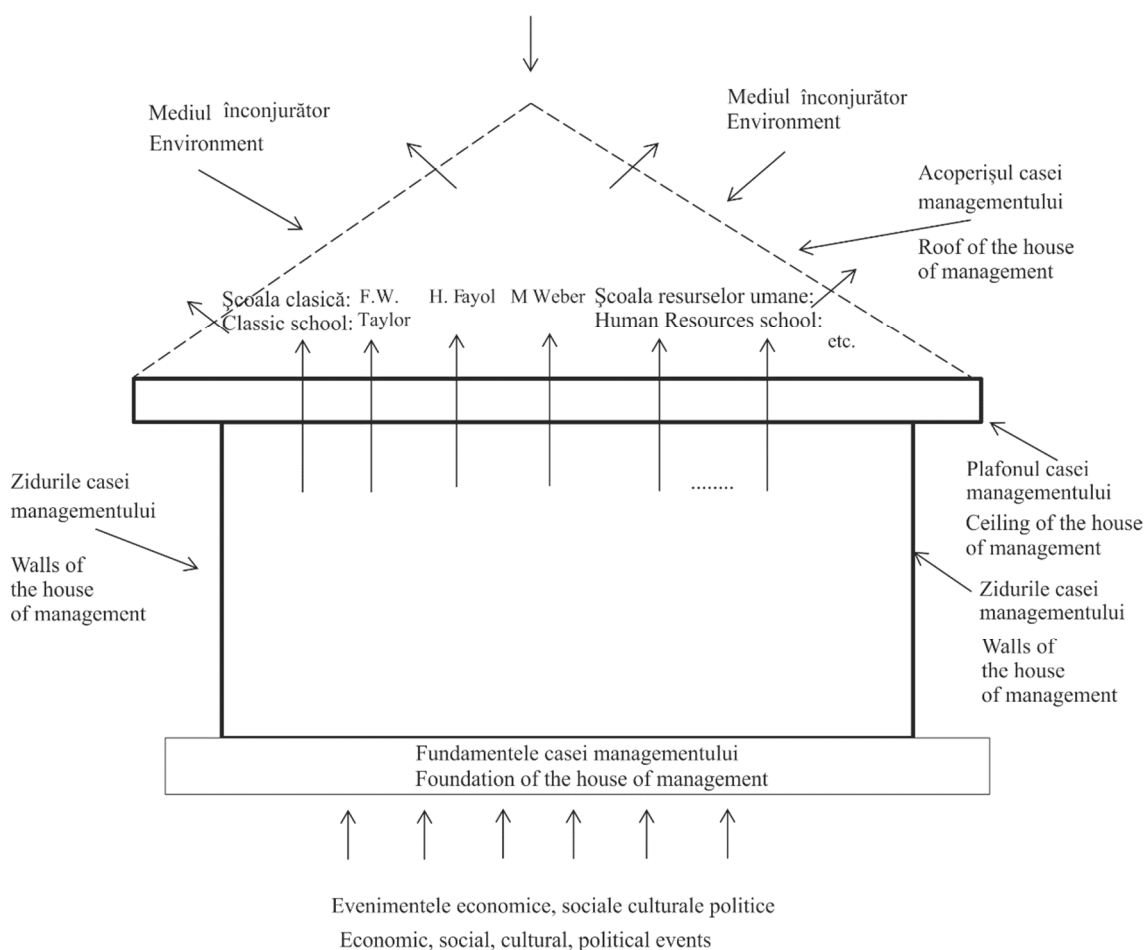 Mediul înconjurător
Environment
Mediul înconjurător
Environment
Acoperișul casei
managementului
Roof of the house
of management
Şcoala clasică: F.W. H. Fayol M Weber Şcoala resurselor umane:
Classic school: Taylor Human Resources school:
etc.
Zidurile casei
managementului
Walls of
the house
of management
........
Plafonul casei
managementului
Ceiling of the house
of management
Zidurile casei
managementului
Walls of
the house
of management
Fundamentele casei managementului
Foundation of the house of management
Evenimentele economice, sociale culturale politice
Economic, social, cultural, political events